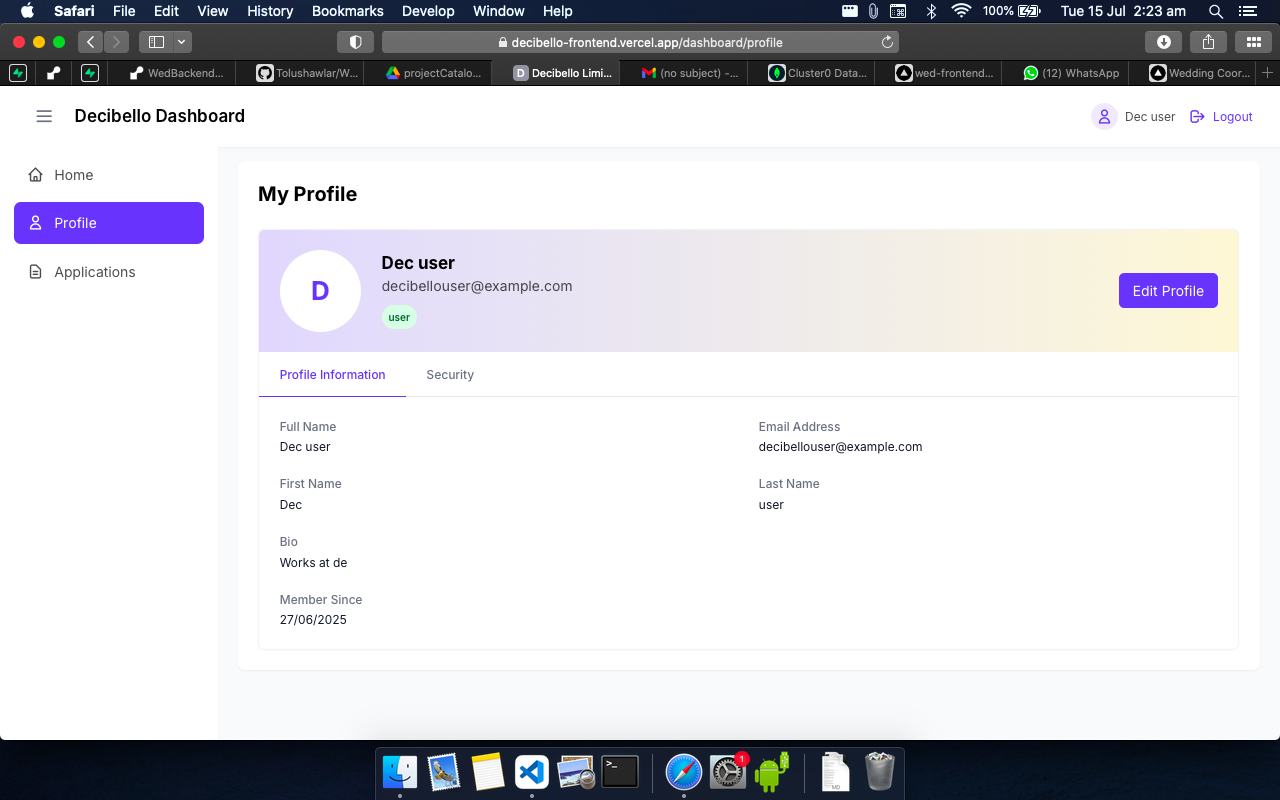 Safari File Edit View History Bookmarks Develop Window Help 100% Tue 15 Jul 2:23 am
decibello-frontend.vercel.app/dashboard/profile
WedBackend... Tolushawlar/W... projectCatalo... D Decibello Limi... (no subject) -... Cluster0 Data... wed-frontend... (12) WhatsApp Wedding Coor...
Decibello Dashboard
Dec user Logout
Home
Profile
Applications
My Profile
D
Dec user
decibellouser@example.com
user
Edit Profile
Profile Information Security
Full Name
Dec user
Email Address
decibellouser@example.com
First Name
Dec
Last Name
user
Bio
Works at de
Member Since
27/06/2025
>_
1
MD